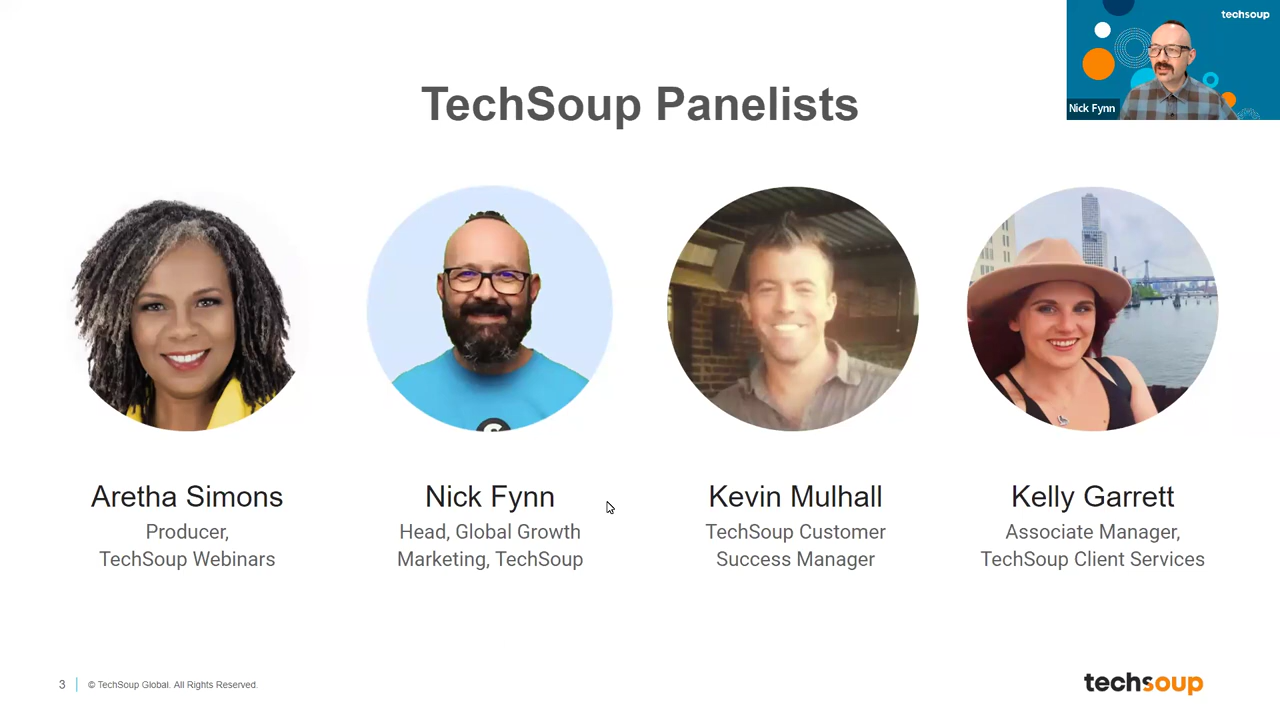 techsoup
Nick Fynn
TechSoup Panelists
Aretha Simons
Producer,
TechSoup Webinars
Nick Fynn
Head, Global Growth
Marketing, TechSoup
Kevin Mulhall
TechSoup Customer
Success Manager
Kelly Garrett
Associate Manager,
TechSoup Client Services
3
© TechSoup Global. All Rights Reserved.
techsoup